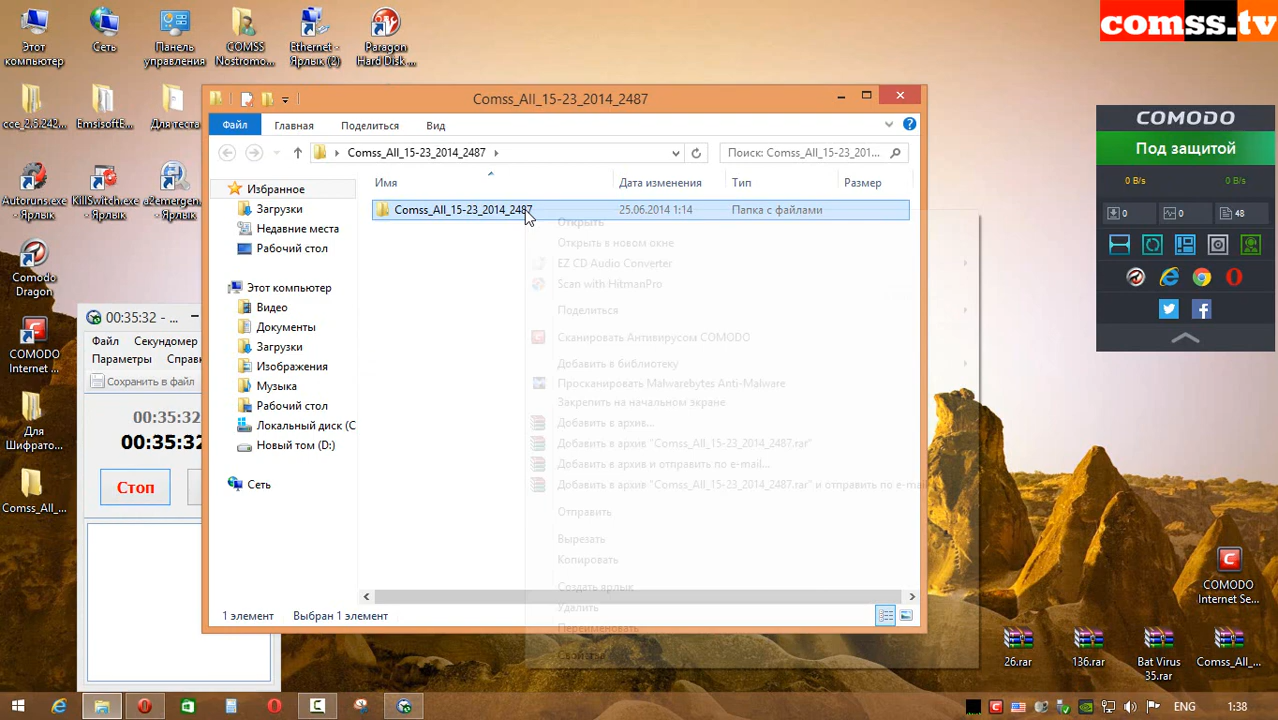 comss.tv
Этот
компьютер
Сеть
Панель
управления
COMSS
Nostromo...
Ethernet -
Ярлык (2)
Paragon
Hard Disk ...
cce_2.5.242...
EmsisoftE...
Для теста
Autoruns.exe
- Ярлык
KillSwitch.exe
- Ярлык
a2emergen...
- Ярлык
Comodo
Dragon
COMODO
Internet ...
Для
Шифрато...
Comss_All_...
00:35:32 - ...
Файл Секундомер
Параметры Справк
Сохранить в файл
00:35:32
00:35:32
Стоп
Comss_All_15-23_2014_2487
Файл Главная Поделиться Вид
Comss_All_15-23_2014_2487
Поиск: Comss_All_15-23_201...
Имя Дата изменения Тип Размер
Comss_All_15-23_2014_2487 25.06.2014 1:14 Папка с файлами
Избранное
Загрузки
Недавние места
Рабочий стол
Этот компьютер
Видео
Документы
Загрузки
Изображения
Музыка
Рабочий стол
Локальный диск (C
Новый том (D:)
Сеть
1 элемент Выбран 1 элемент
Открыть
Открыть в новом окне
EZ CD Audio Converter
Scan with HitmanPro
Поделиться
Сканировать Антивирусом COMODO
Добавить в библиотеку
Просканировать Malwarebytes Anti-Malware
Закрепить на начальном экране
Добавить в архив...
Добавить в архив "Comss_All_15-23_2014_2487.rar"
Добавить в архив и отправить по e-mail...
Добавить в архив "Comss_All_15-23_2014_2487.rar" и отправить по e-mail
Отправить
Вырезать
Копировать
Создать ярлык
Удалить
Переименовать
Свойства
COMODO
Под защитой
0 B/s 0 B/s
0 0 48
COMODO
Internet Se...
26.rar
136.rar
Bat Virus
35.rar
Comss_All_...
ENG 1:38